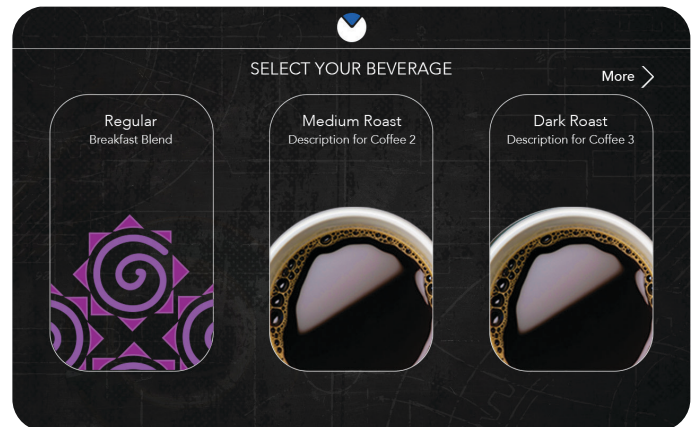 SELECT YOUR BEVERAGE
More
Regular
Breakfast Blend
Medium Roast
Description for Coffee 2
Dark Roast
Description for Coffee 3